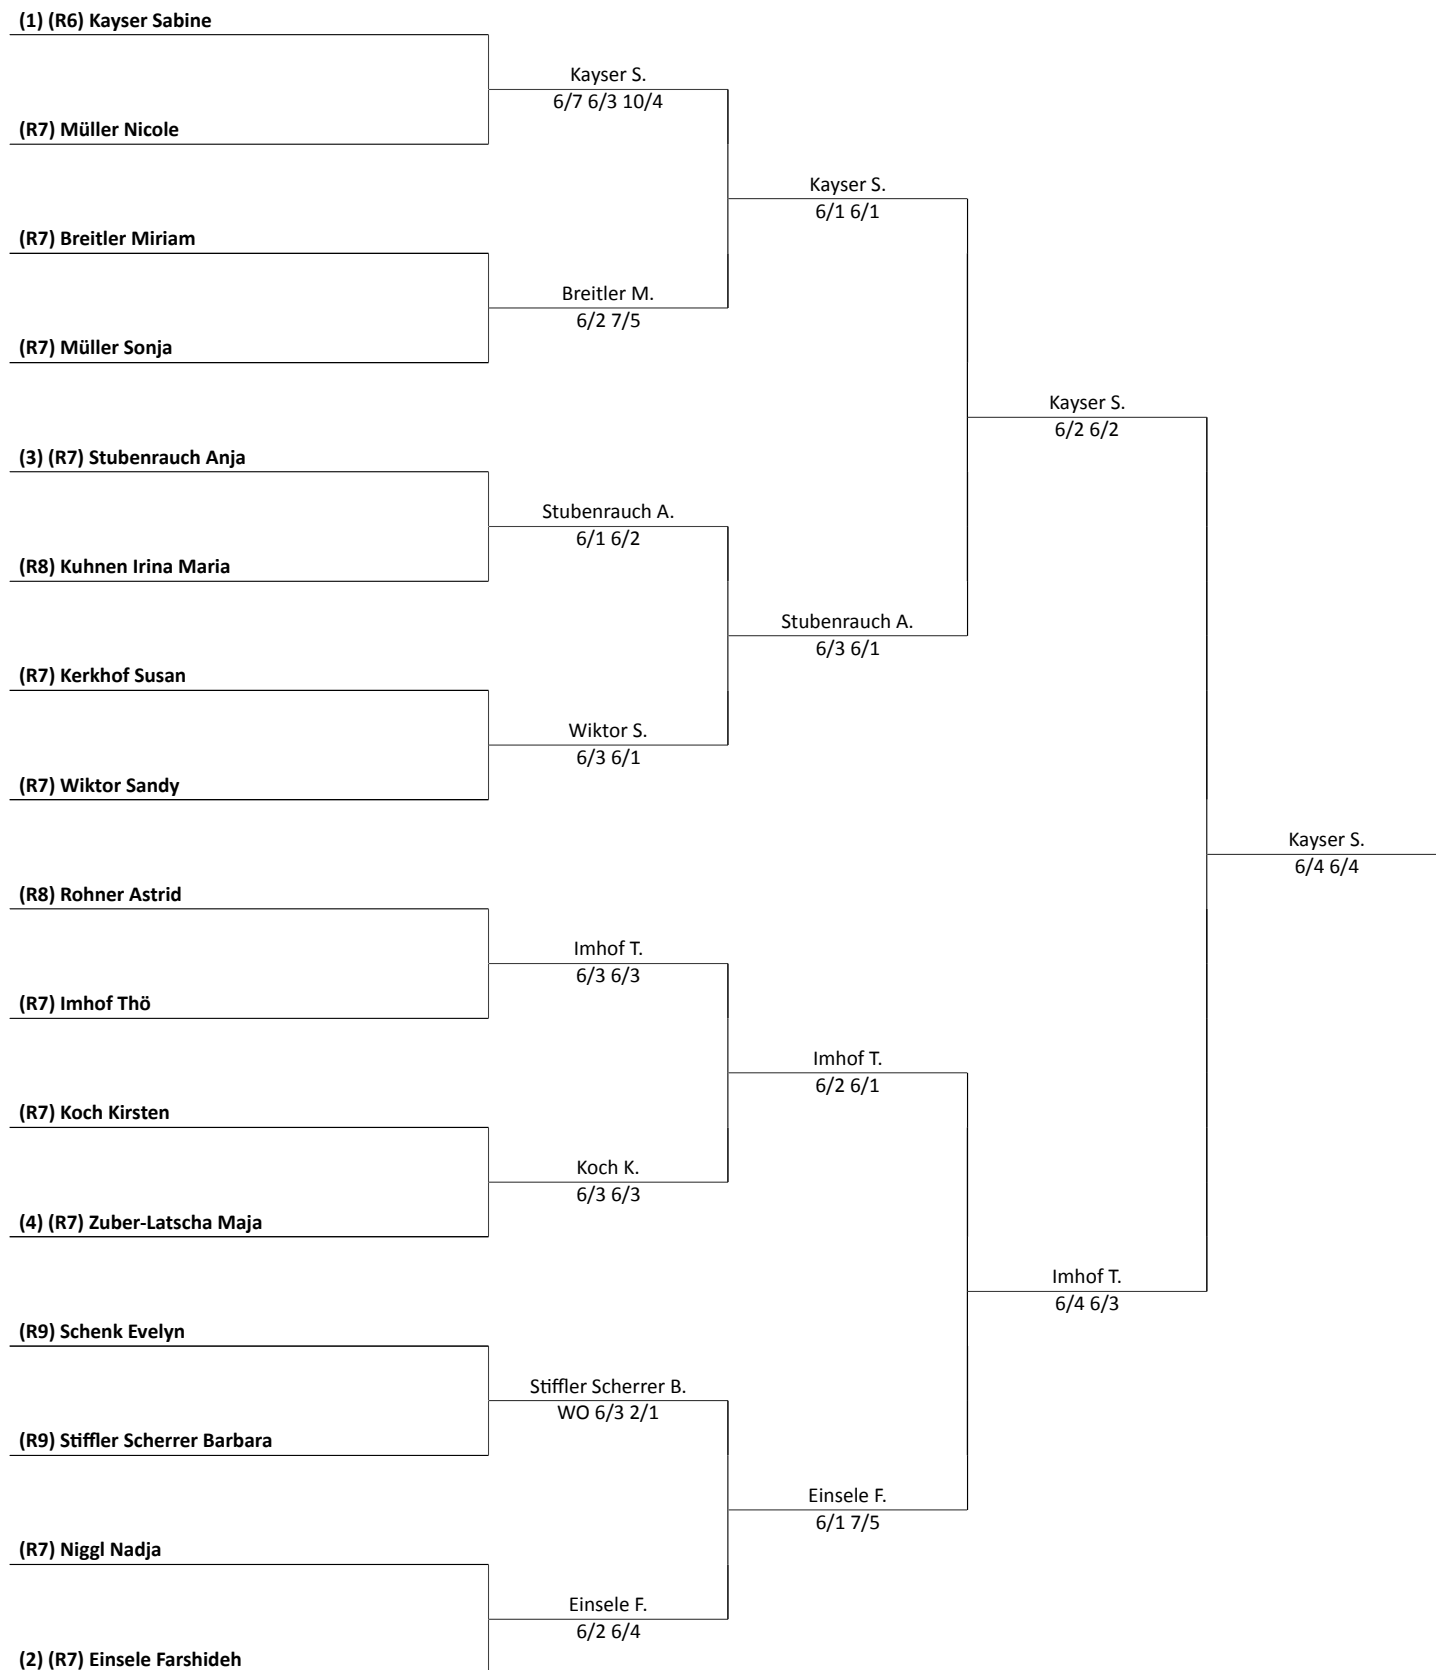 (1) (R6) Kayser Sabine
Kayser S.
6/7 6/3 10/4
(R7) Müller Nicole
Kayser S.
6/1 6/1
(R7) Breitler Miriam
Breitler M.
6/2 7/5
(R7) Müller Sonja
Kayser S.
6/2 6/2
(3) (R7) Stubenrauch Anja
Stubenrauch A.
6/1 6/2
(R8) Kuhnen Irina Maria
Stubenrauch A.
6/3 6/1
(R7) Kerkhof Susan
Wiktor S.
6/3 6/1
(R7) Wiktor Sandy
Kayser S.
6/4 6/4
(R8) Rohner Astrid
Imhof T.
6/3 6/3
(R7) Imhof Thö
Imhof T.
6/2 6/1
(R7) Koch Kirsten
Koch K.
6/3 6/3
(4) (R7) Zuber-Latscha Maja
Imhof T.
6/4 6/3
(R9) Schenk Evelyn
Stiffler Scherrer B.
WO 6/3 2/1
(R9) Stiffler Scherrer Barbara
Einsele F.
6/1 7/5
(R7) Niggl Nadja
Einsele F.
6/2 6/4
(2) (R7) Einsele Farshideh